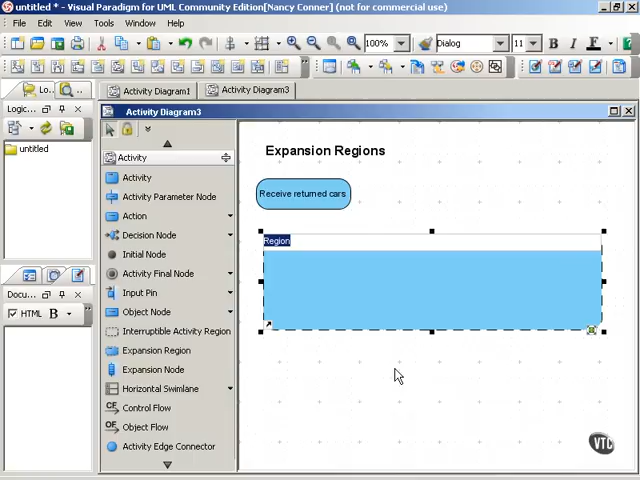 untitled * - Visual Paradigm for UML Community Edition[Nancy Conner] (not for commercial use)
File Edit View Tools Window Help
100% Dialog 11 B I F
Lo... Activity Diagram1 Activity Diagram3
Logic...
untitled
Activity Diagram3
Activity
Activity
Activity Parameter Node
Action
Decision Node
Initial Node
Activity Final Node
Input Pin
Object Node
Interruptible Activity Region
Expansion Region
Expansion Node
Horizontal Swimlane
CF Control Flow
OF Object Flow
Activity Edge Connector
Docu...
HTML B
Expansion Regions
Receive returned cars
Region
VTC